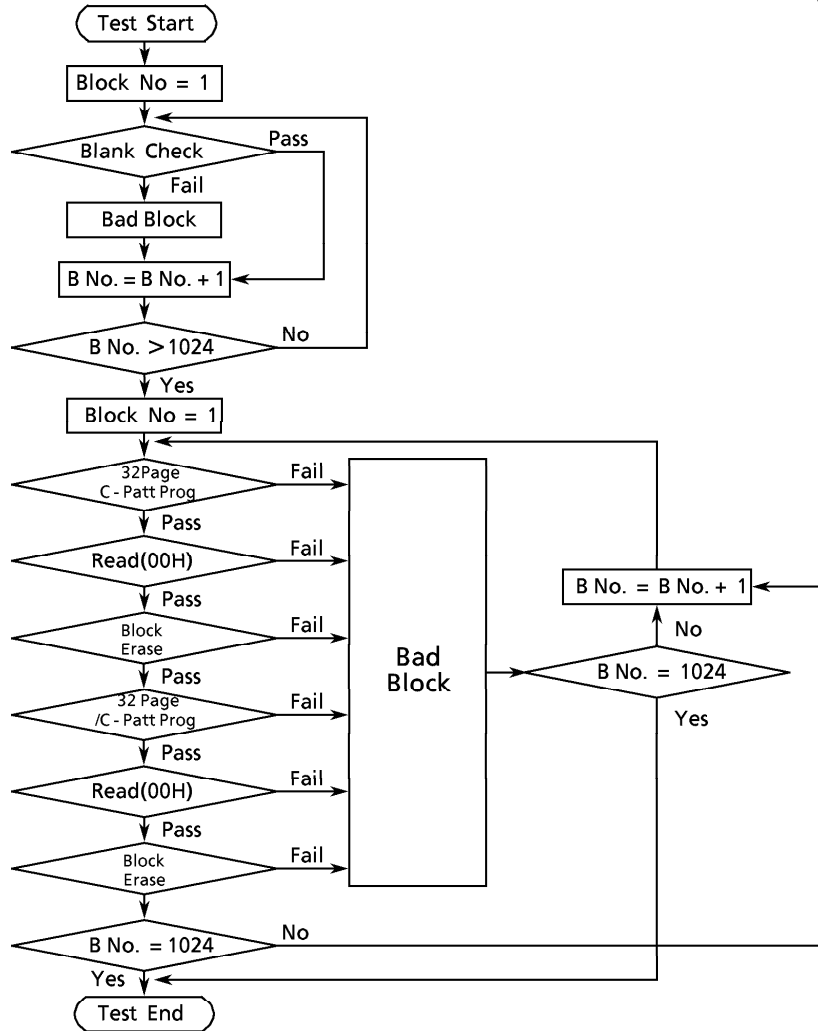 Test Start
Block No = 1
Blank Check
Pass
Fail
Bad Block
B No. = B No. + 1
B No. > 1024
No
Yes
Block No = 1
32Page
C - Patt Prog
Fail
Pass
Read(00H)
Fail
Pass
Block
Erase
Fail
Pass
32 Page
/C - Patt Prog
Fail
Pass
Read(00H)
Fail
Pass
Block
Erase
Fail
Bad
Block
B No. = B No. + 1
No
B No. = 1024
Yes
B No. = 1024
No
Yes
Test End